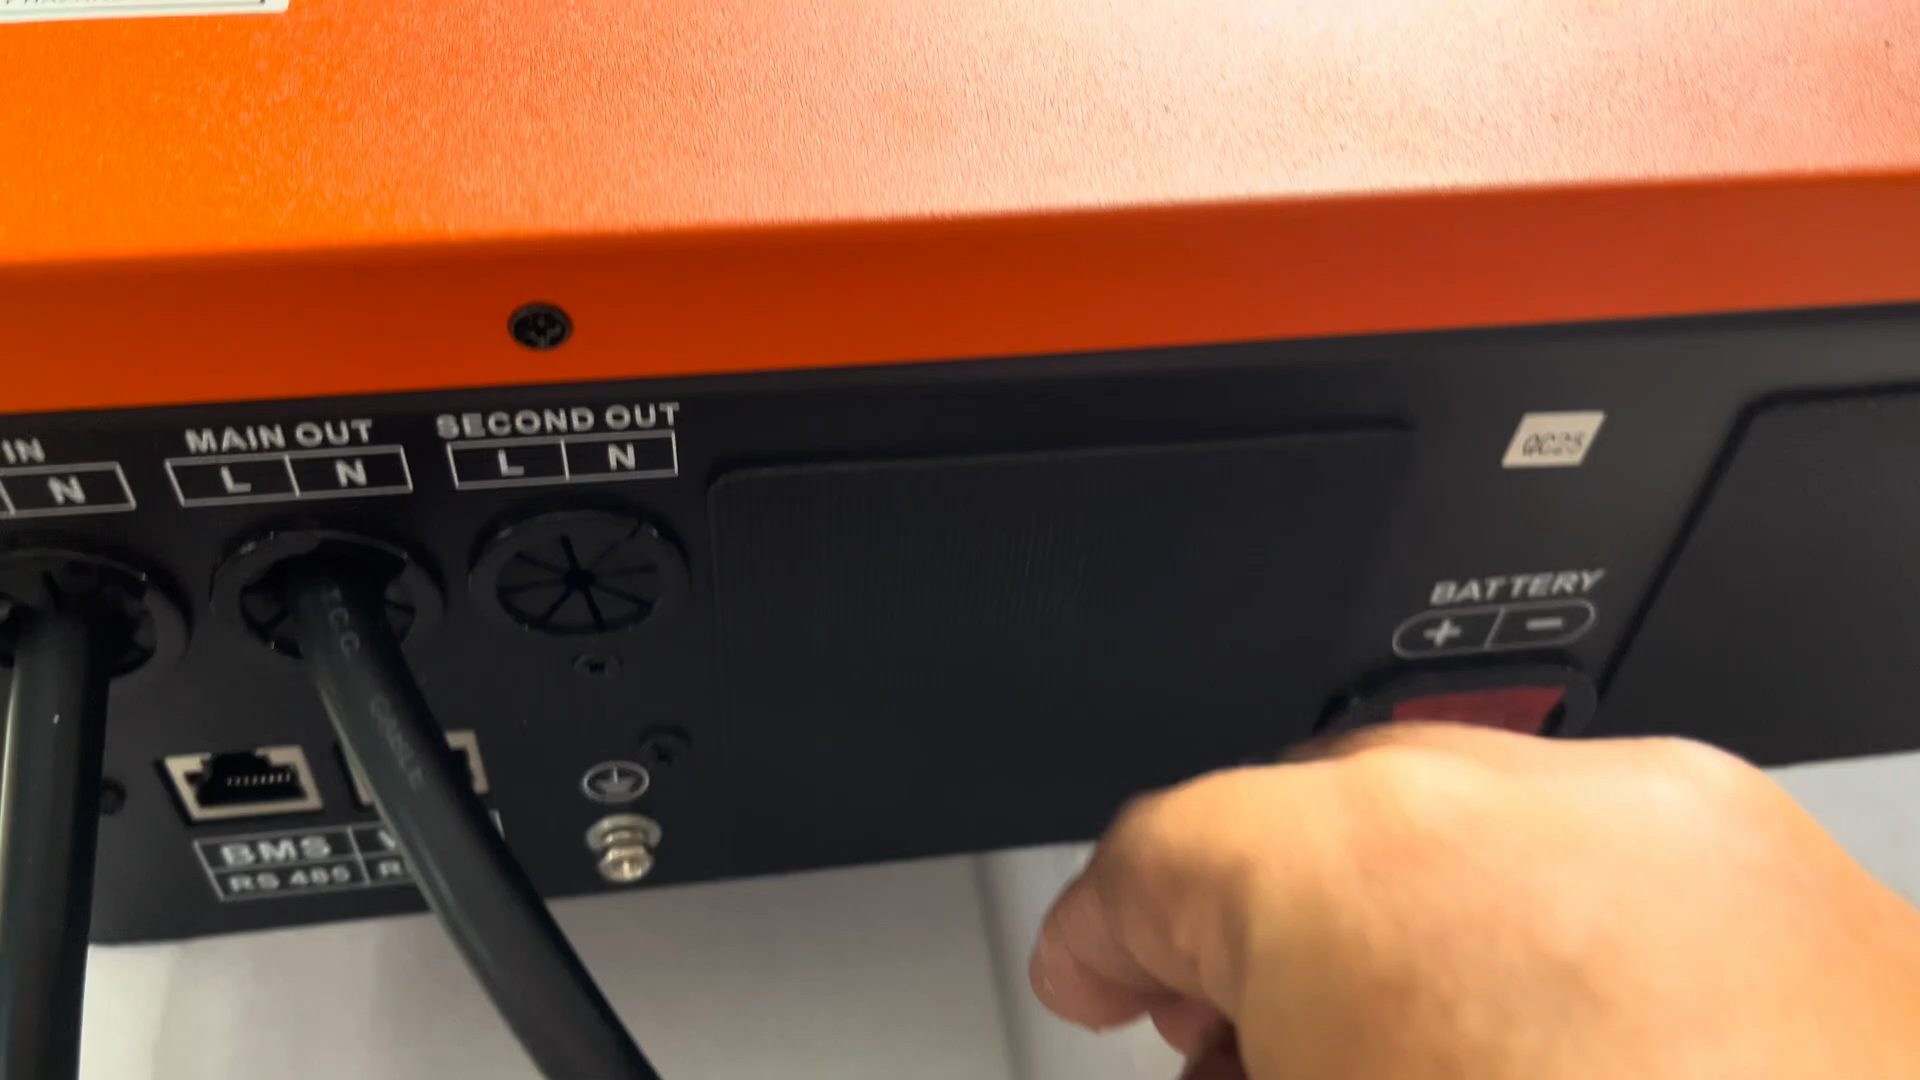 IN
N
MAIN OUT
L N
SECOND OUT
L N
QC25
BATTERY
+ -
C.C.C
CABLE
BMS
RS 485
R